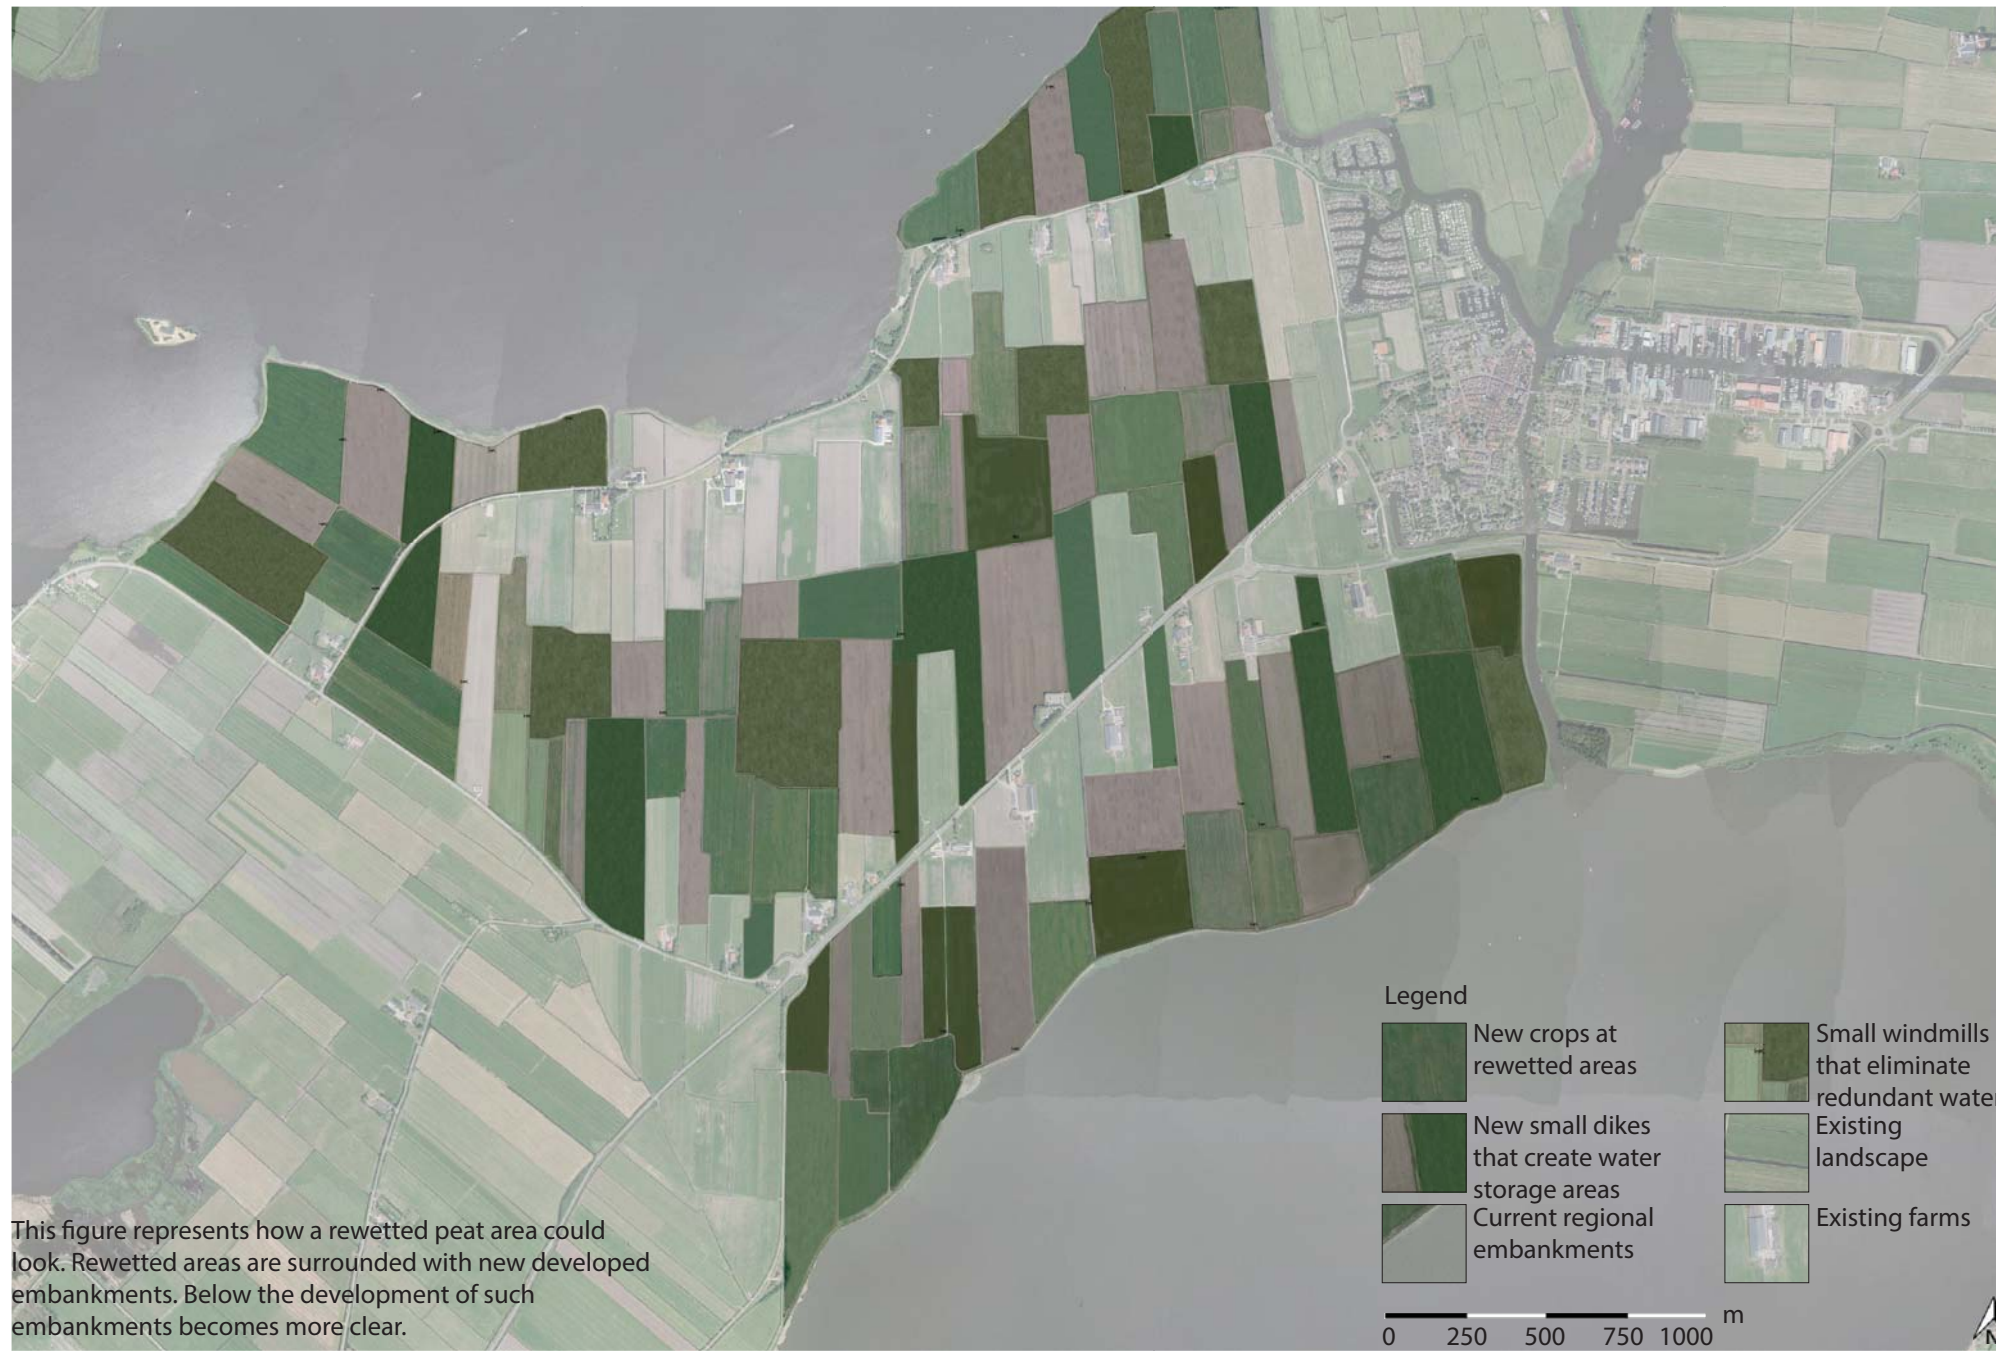 Legend
New crops at
rewetted areas
New small dikes
that create water
storage areas
Current regional
embankments
Small windmills
that eliminate
redundant water
Existing
landscape
Existing farms
m
0 250 500 750 1000
N
This figure represents how a rewetted peat area could
look. Rewetted areas are surrounded with new developed
embankments. Below the development of such
embankments becomes more clear.